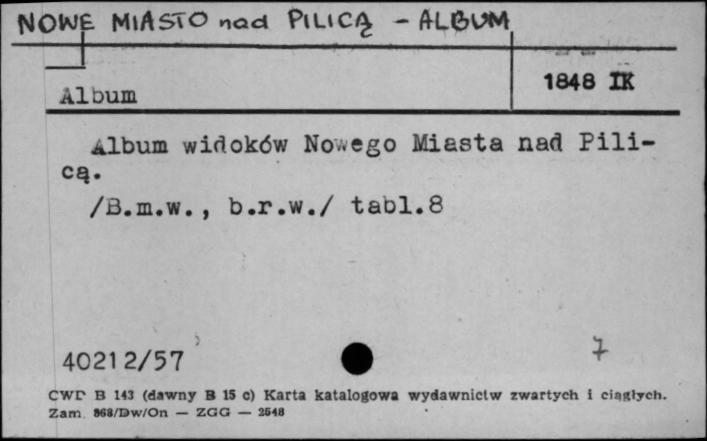 NOWE MIASTO nad PILICĄ - ALBUM
1848 IK
Album
Album widoków Nowego Miasta nad Pili-
cą.
/B.m.w., b.r.w./ tabl.8
40212/57
7
CWD B 143 (dawny B 15 c) Karta katalogowa wydawnictw zwartych i ciągłych.
Zam. 868/Dw/On — ZGG — 2548